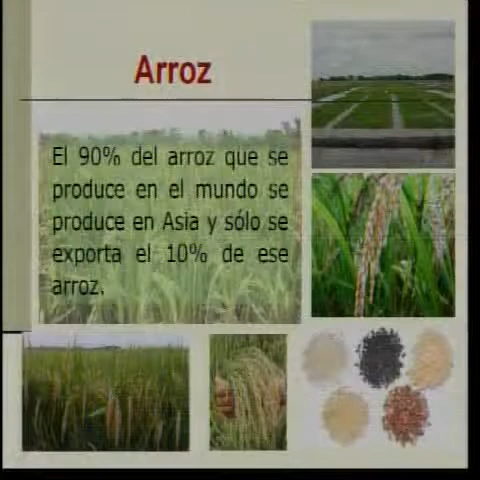 Arroz
El 90% del arroz que se
produce en el mundo se
produce en Asia y sólo se
exporta el 10% de ese
arroz.